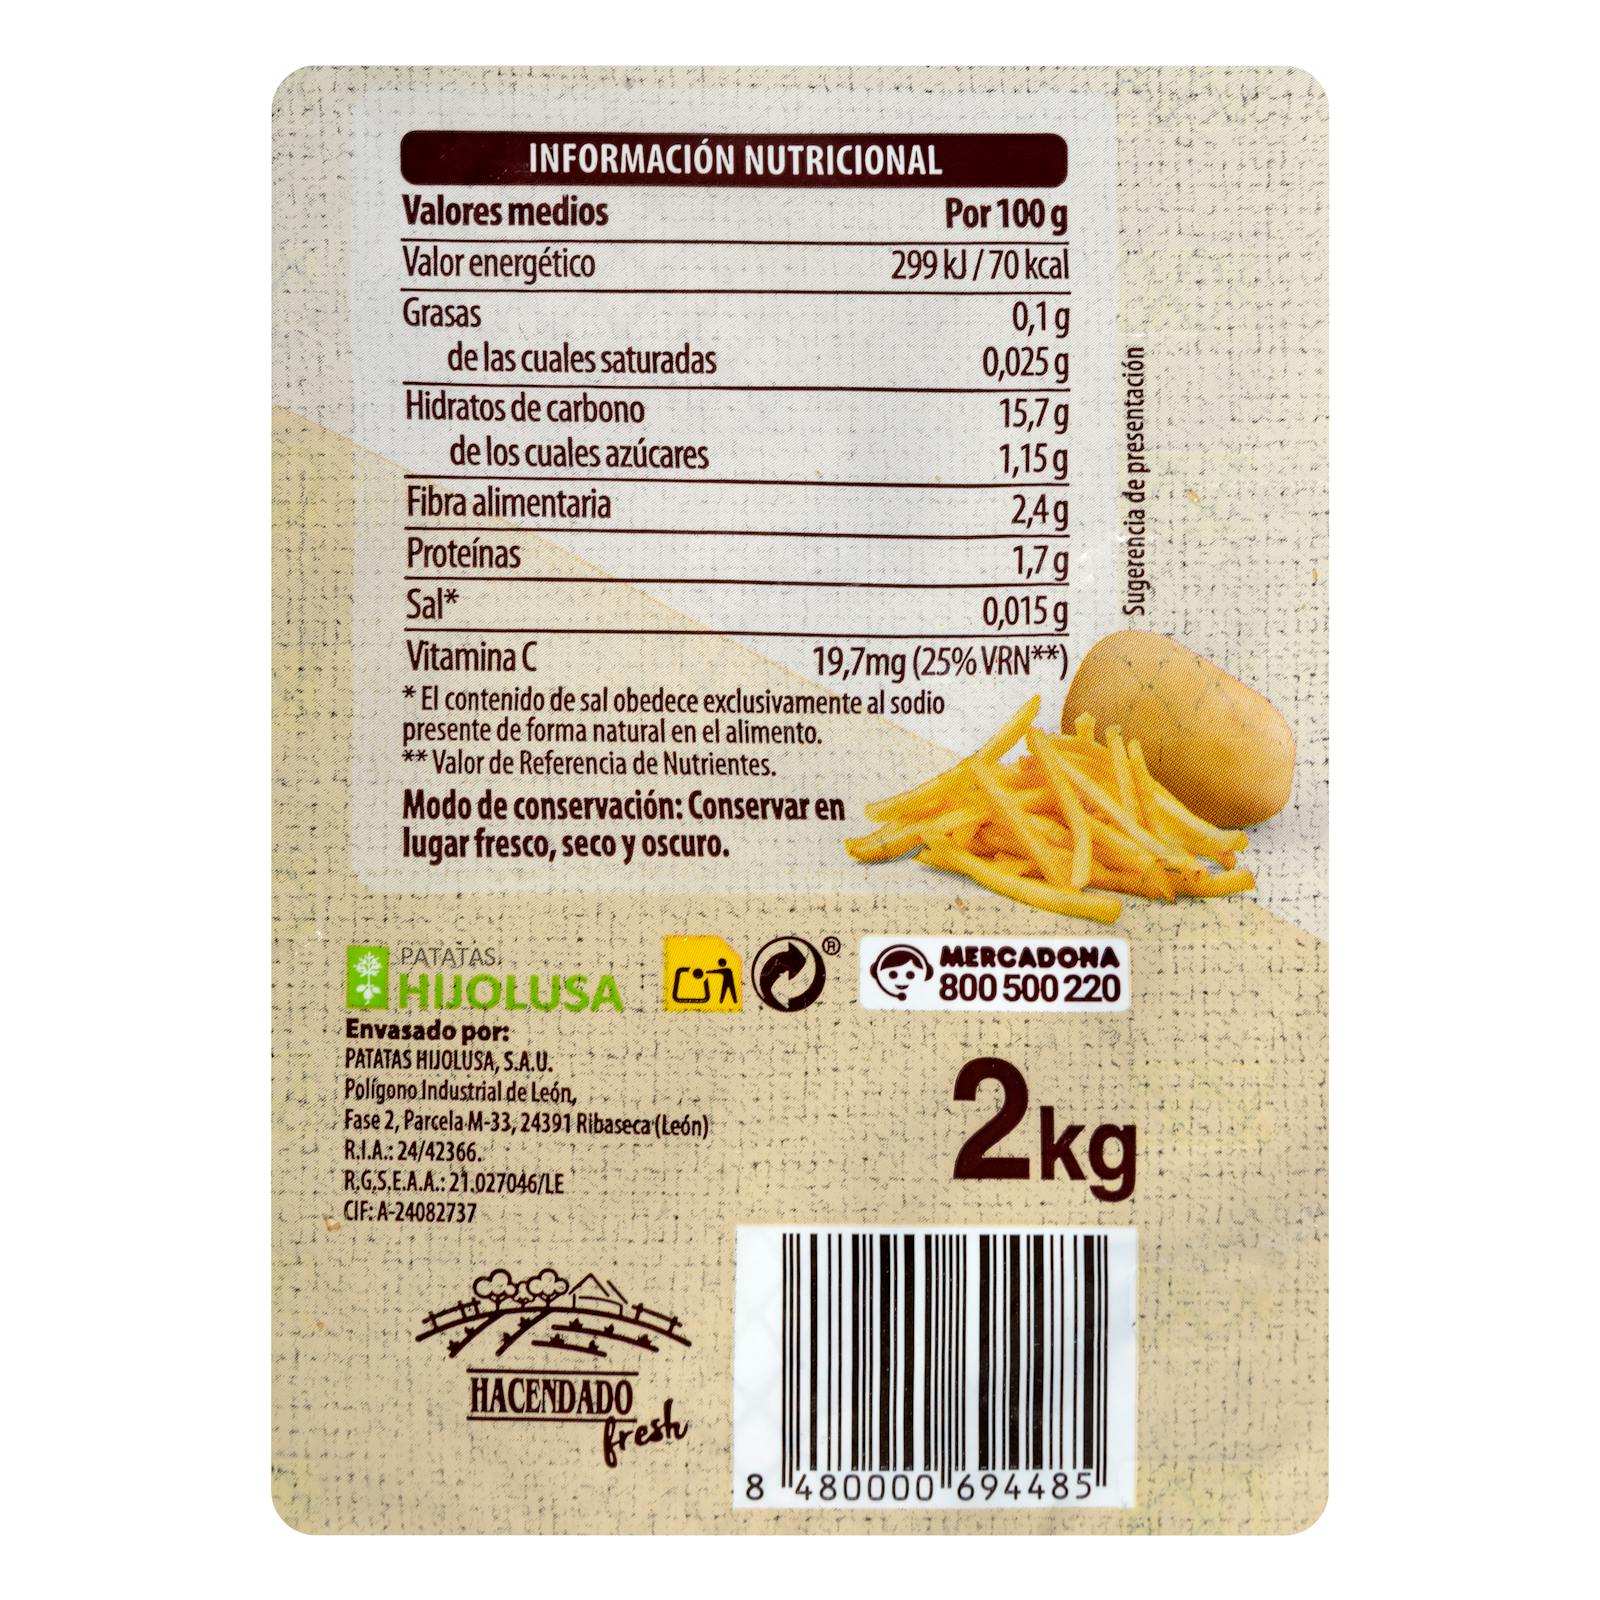 INFORMACIÓN NUTRICIONAL
Valores medios Por 100 g
Valor energético 299 kJ / 70 kcal
Grasas 0,1 g
de las cuales saturadas 0,025 g
Hidratos de carbono 15,7 g
de los cuales azúcares 1,15 g
Fibra alimentaria 2,4 g
Proteínas 1,7 g
Sal* 0,015 g
Vitamina C 19,7mg (25% VRN**)
* El contenido de sal obedece exclusivamente al sodio
presente de forma natural en el alimento.
** Valor de Referencia de Nutrientes.
Modo de conservación: Conservar en
lugar fresco, seco y oscuro.
Sugerencia de presentación
PATATAS
HIJOLUSA
®
MERCADONA
800 500 220
Envasado por:
PATATAS HIJOLUSA, S.A.U.
Polígono Industrial de León,
Fase 2, Parcela M-33, 24391 Ribaseca (León)
R.I.A.: 24/42366.
R.G.S.E.A.A.: 21.027046/LE
CIF: A-24082737
2kg
HACENDADO
fresh
8 480000 694485